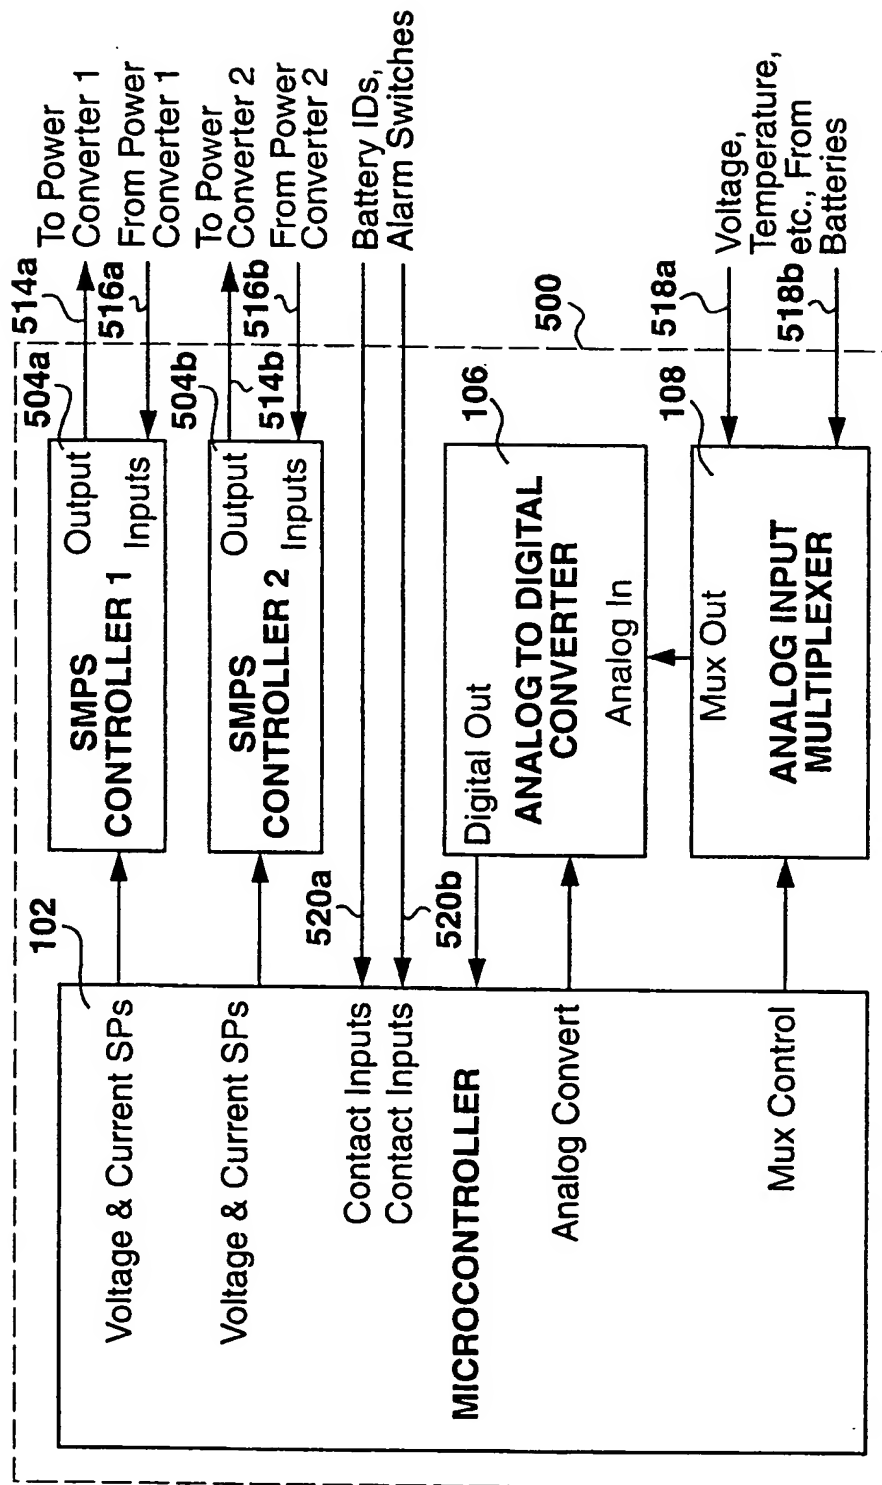 102
Voltage & Current SPs
Voltage & Current SPs
Contact Inputs
Contact Inputs
MICROCONTROLLER
Analog Convert
Mux Control
520a
520b
504a
SMPS
CONTROLLER 1
Output
Inputs
504b
SMPS
CONTROLLER 2
Output
Inputs
106
Digital Out
ANALOG TO DIGITAL
CONVERTER
Analog In
108
Mux Out
ANALOG INPUT
MULTIPLEXER
514a
516a
514b
516b
500
518a
518b
To Power
Converter 1
From Power
Converter 1
To Power
Converter 2
From Power
Converter 2
Battery IDs,
Alarm Switches
Voltage,
Temperature,
etc., From
Batteries